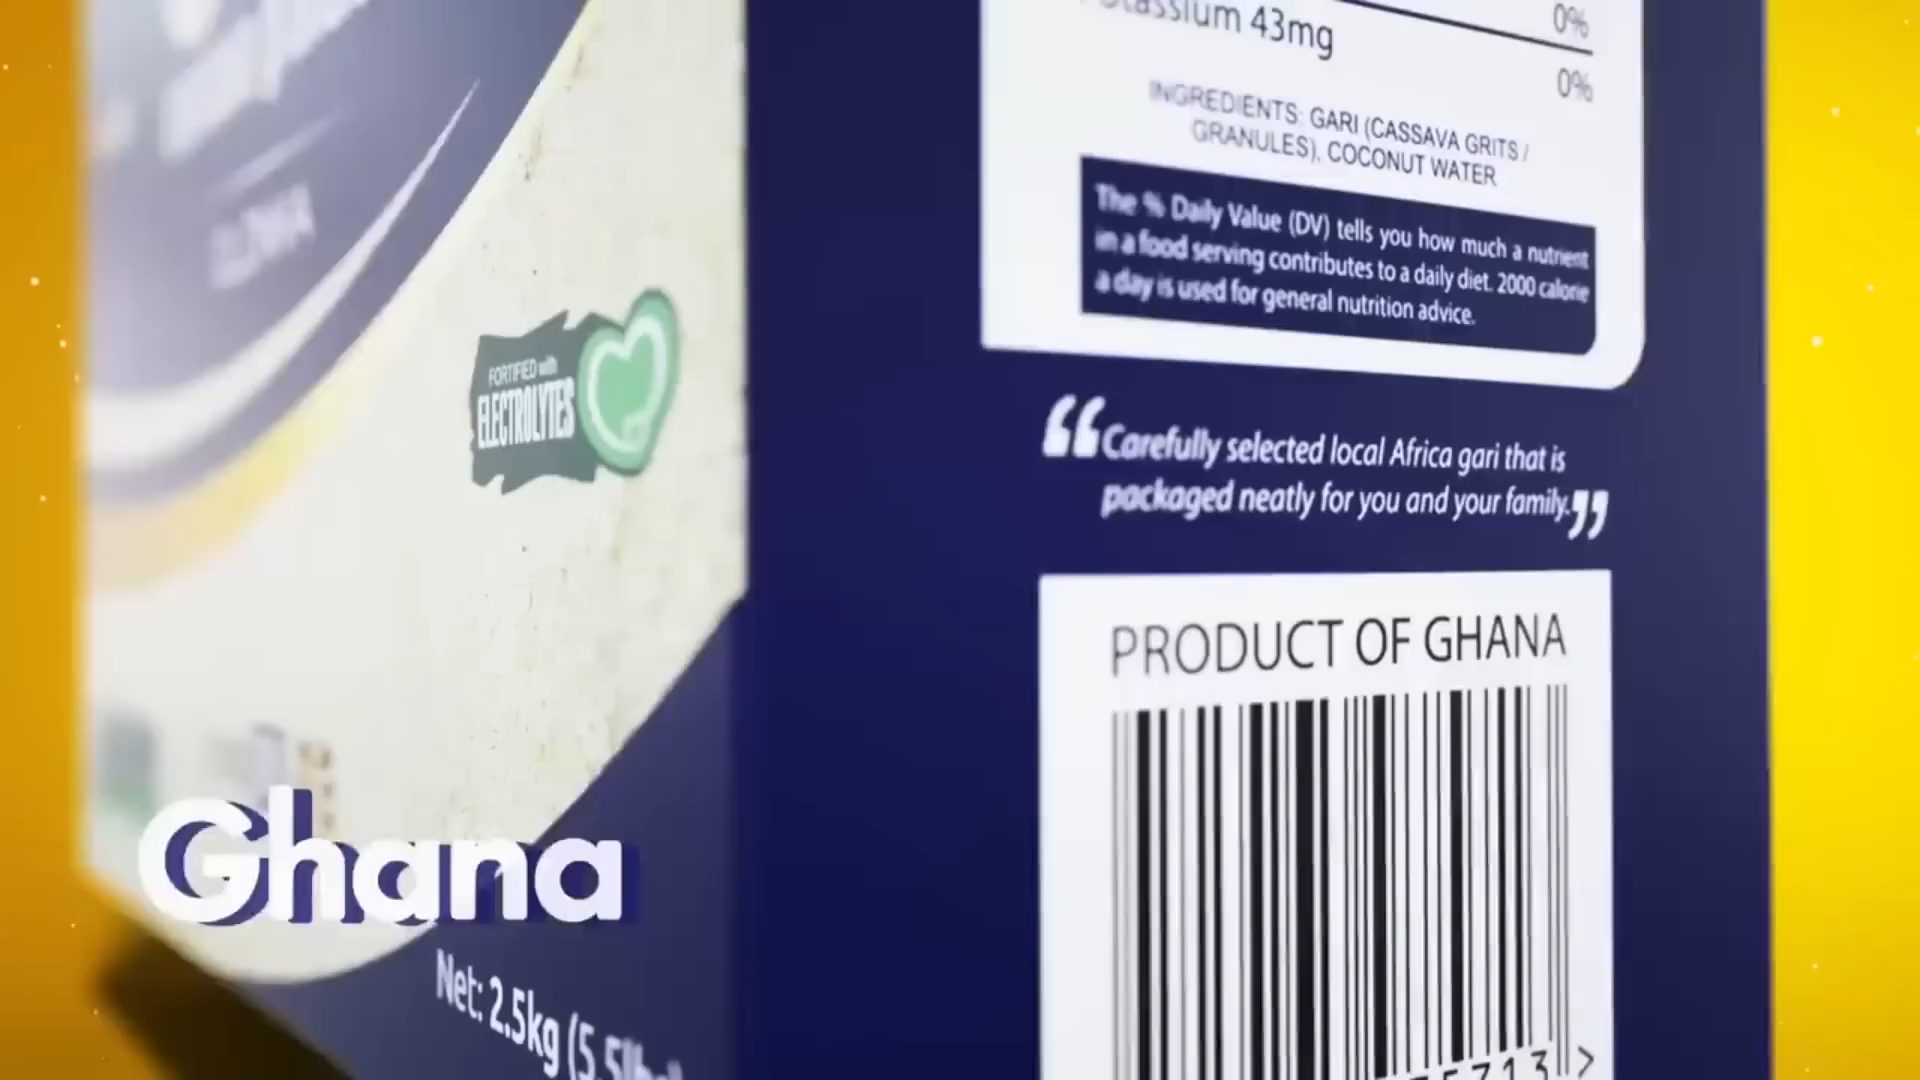 FORTIFIED with
ELECTROLYTES
Ghana
Net: 2.5kg (5.5lbs)
Potassium 43mg
0%
0%
INGREDIENTS: GARI (CASSAVA GRITS /
GRANULES), COCONUT WATER
The % Daily Value (DV) tells you how much a nutrient
in a food serving contributes to a daily diet. 2000 calorie
a day is used for general nutrition advice.
“Carefully selected local Africa gari that is
packaged neatly for you and your family.”
PRODUCT OF GHANA